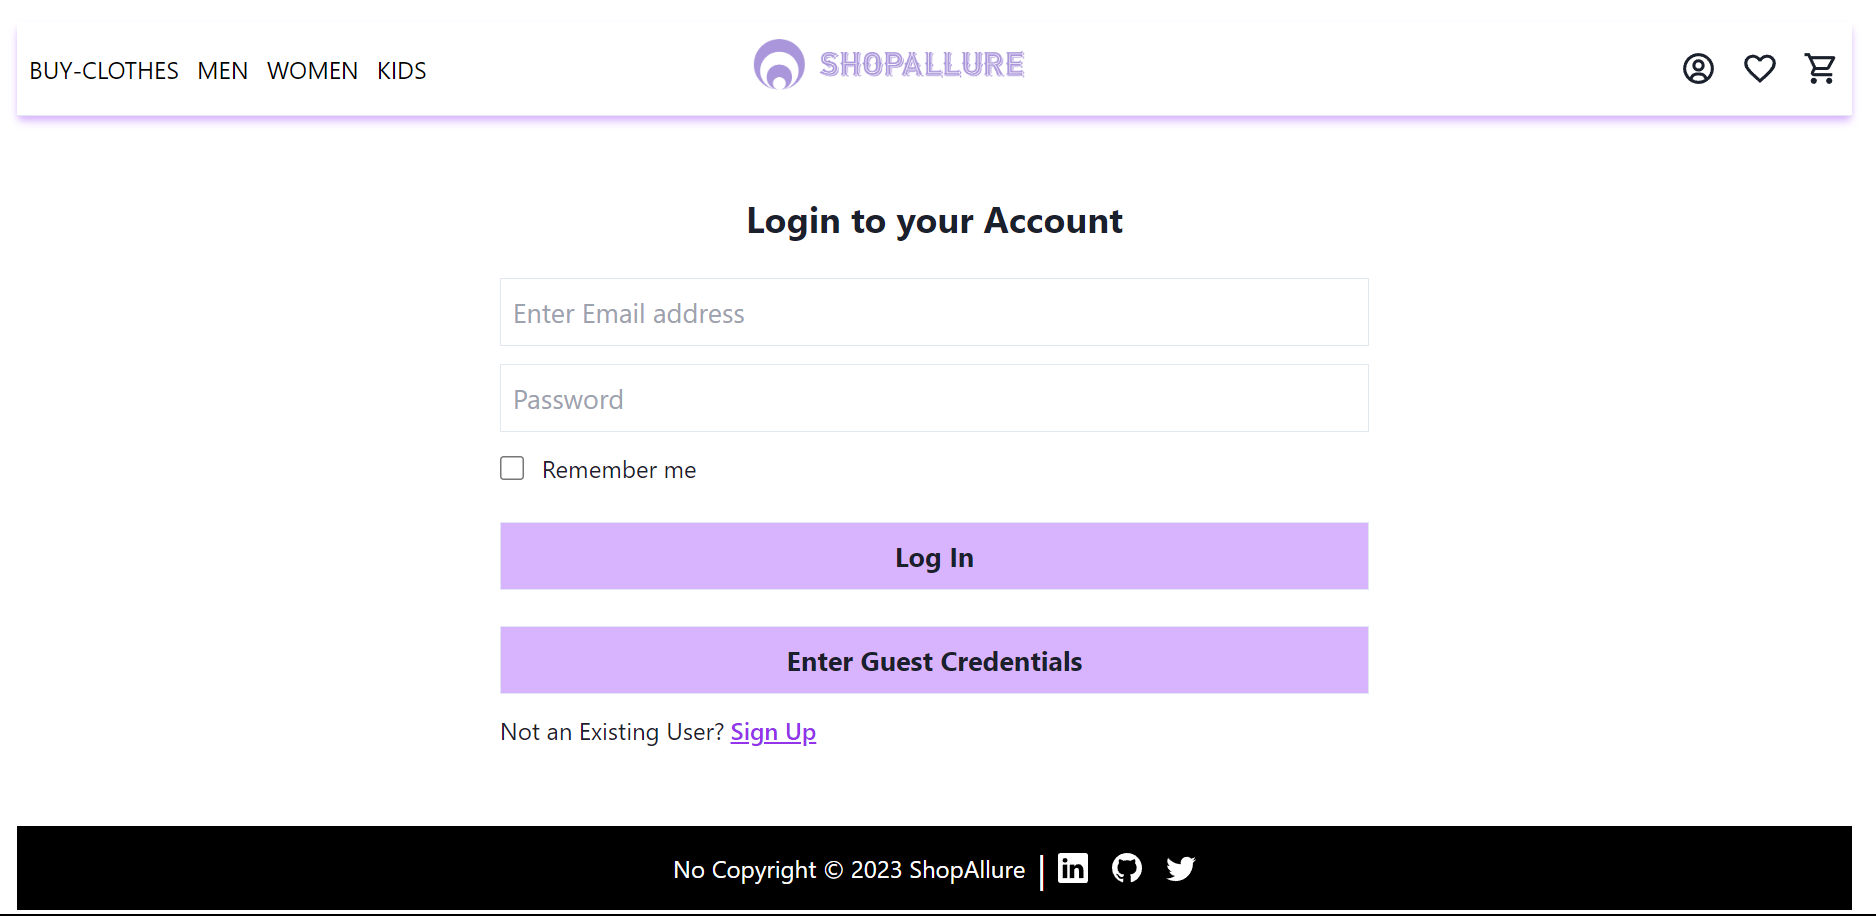 BUY-CLOTHES MEN WOMEN KIDS
SHOPALLURE
Login to your Account
Enter Email address
Password
Remember me
Log In
Enter Guest Credentials
Not an Existing User? Sign Up
No Copyright © 2023 ShopAllure | in